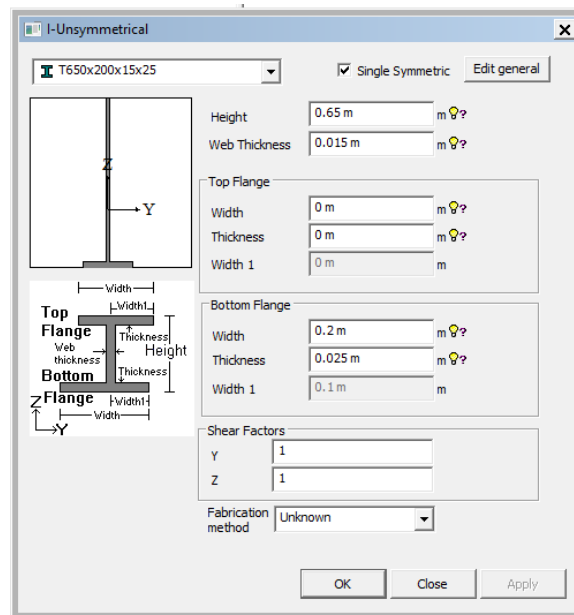 I-Unsymmetrical
T650x200x15x25
Single Symmetric
Edit general
Height 0.65 m m ?
Web Thickness 0.015 m m ?
Z
Y
Top Flange
Width 0 m m ?
Thickness 0 m m ?
Width 1 0 m m
Width
Top Flange
Width1
Thickness
Web thickness
Height
Bottom Flange
Thickness
Width1
Width
Z
Y
Bottom Flange
Width 0.2 m m ?
Thickness 0.025 m m ?
Width 1 0.1 m m
Shear Factors
Y 1
Z 1
Fabrication method Unknown
OK Close Apply